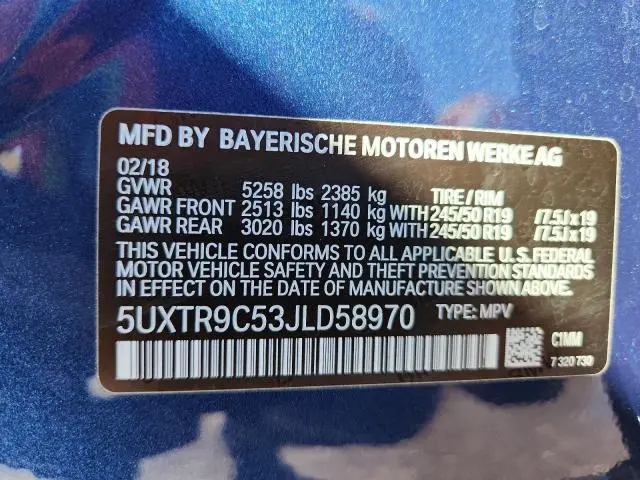 MFD BY BAYERISCHE MOTOREN WERKE AG
02/18
GVWR 5258 lbs 2385 kg TIRE / RIM
GAWR FRONT 2513 lbs 1140 kg WITH 245/50 R19 /7.5J x 19
GAWR REAR 3020 lbs 1370 kg WITH 245/50 R19 /7.5J x 19
THIS VEHICLE CONFORMS TO ALL APPLICABLE U.S. FEDERAL
MOTOR VEHICLE SAFETY AND THEFT PREVENTION STANDARDS
IN EFFECT ON THE DATE OF MANUFACTURE SHOWN ABOVE.
5UXTR9C53JLD58970 TYPE: MPV
C1MM
7 320 730